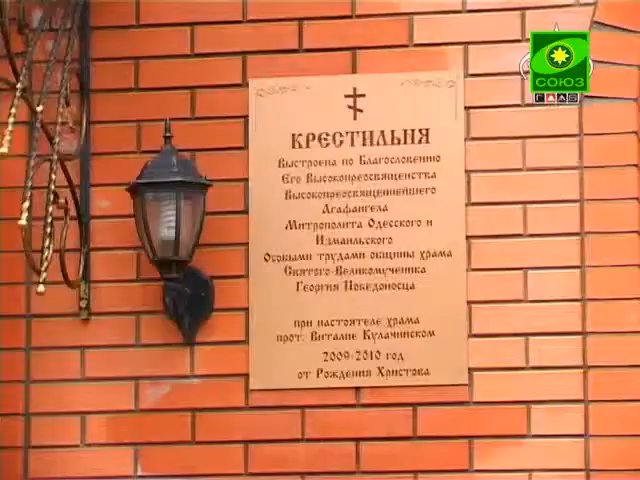 СОЮЗ
КРЕСТИЛЬНЯ
Выстроена по Благословению
Его Высокопреосвященства
Высокопреосвященнейшего
Агафангела
Митрополита Одесского и
Измаильского
Особыми трудами общины храма
Святого-Великомученика
Георгия Победоносца
при настоятеле храма
прот. Виталие Кулачинском
2009-2010 год
от Рождения Христова